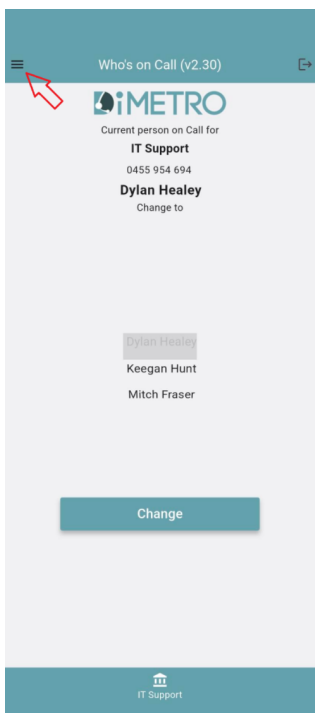 Who's on Call (v2.30)
iMETRO
Current person on Call for
IT Support
0455 954 694
Dylan Healey
Change to
Dylan Healey
Keegan Hunt
Mitch Fraser
Change
IT Support